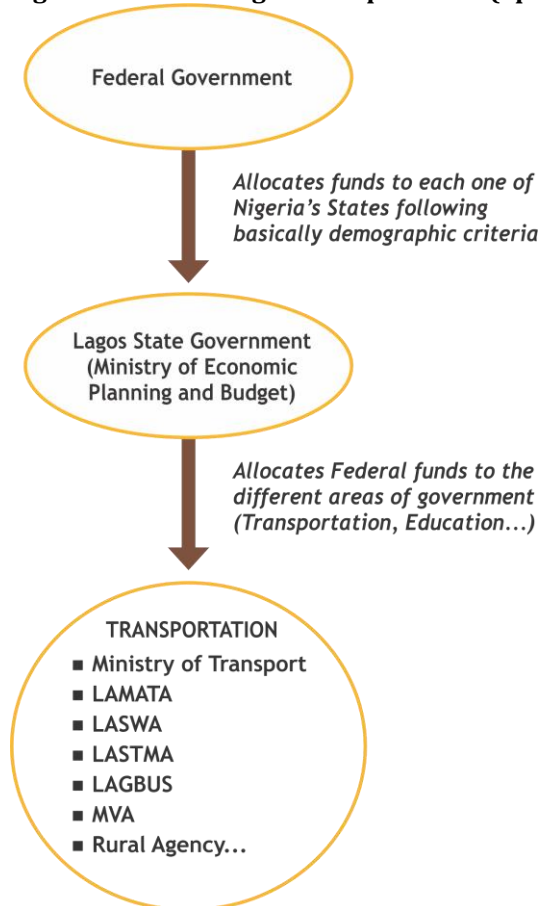 Federal Government
Allocates funds to each one of
Nigeria's States following
basically demographic criteria
Lagos State Government
(Ministry of Economic
Planning and Budget)
Allocates Federal funds to the
different areas of government
(Transportation, Education...)
TRANSPORTATION
■ Ministry of Transport
■ LAMATA
■ LASWA
■ LASTMA
■ LAGBUS
■ MVA
■ Rural Agency...